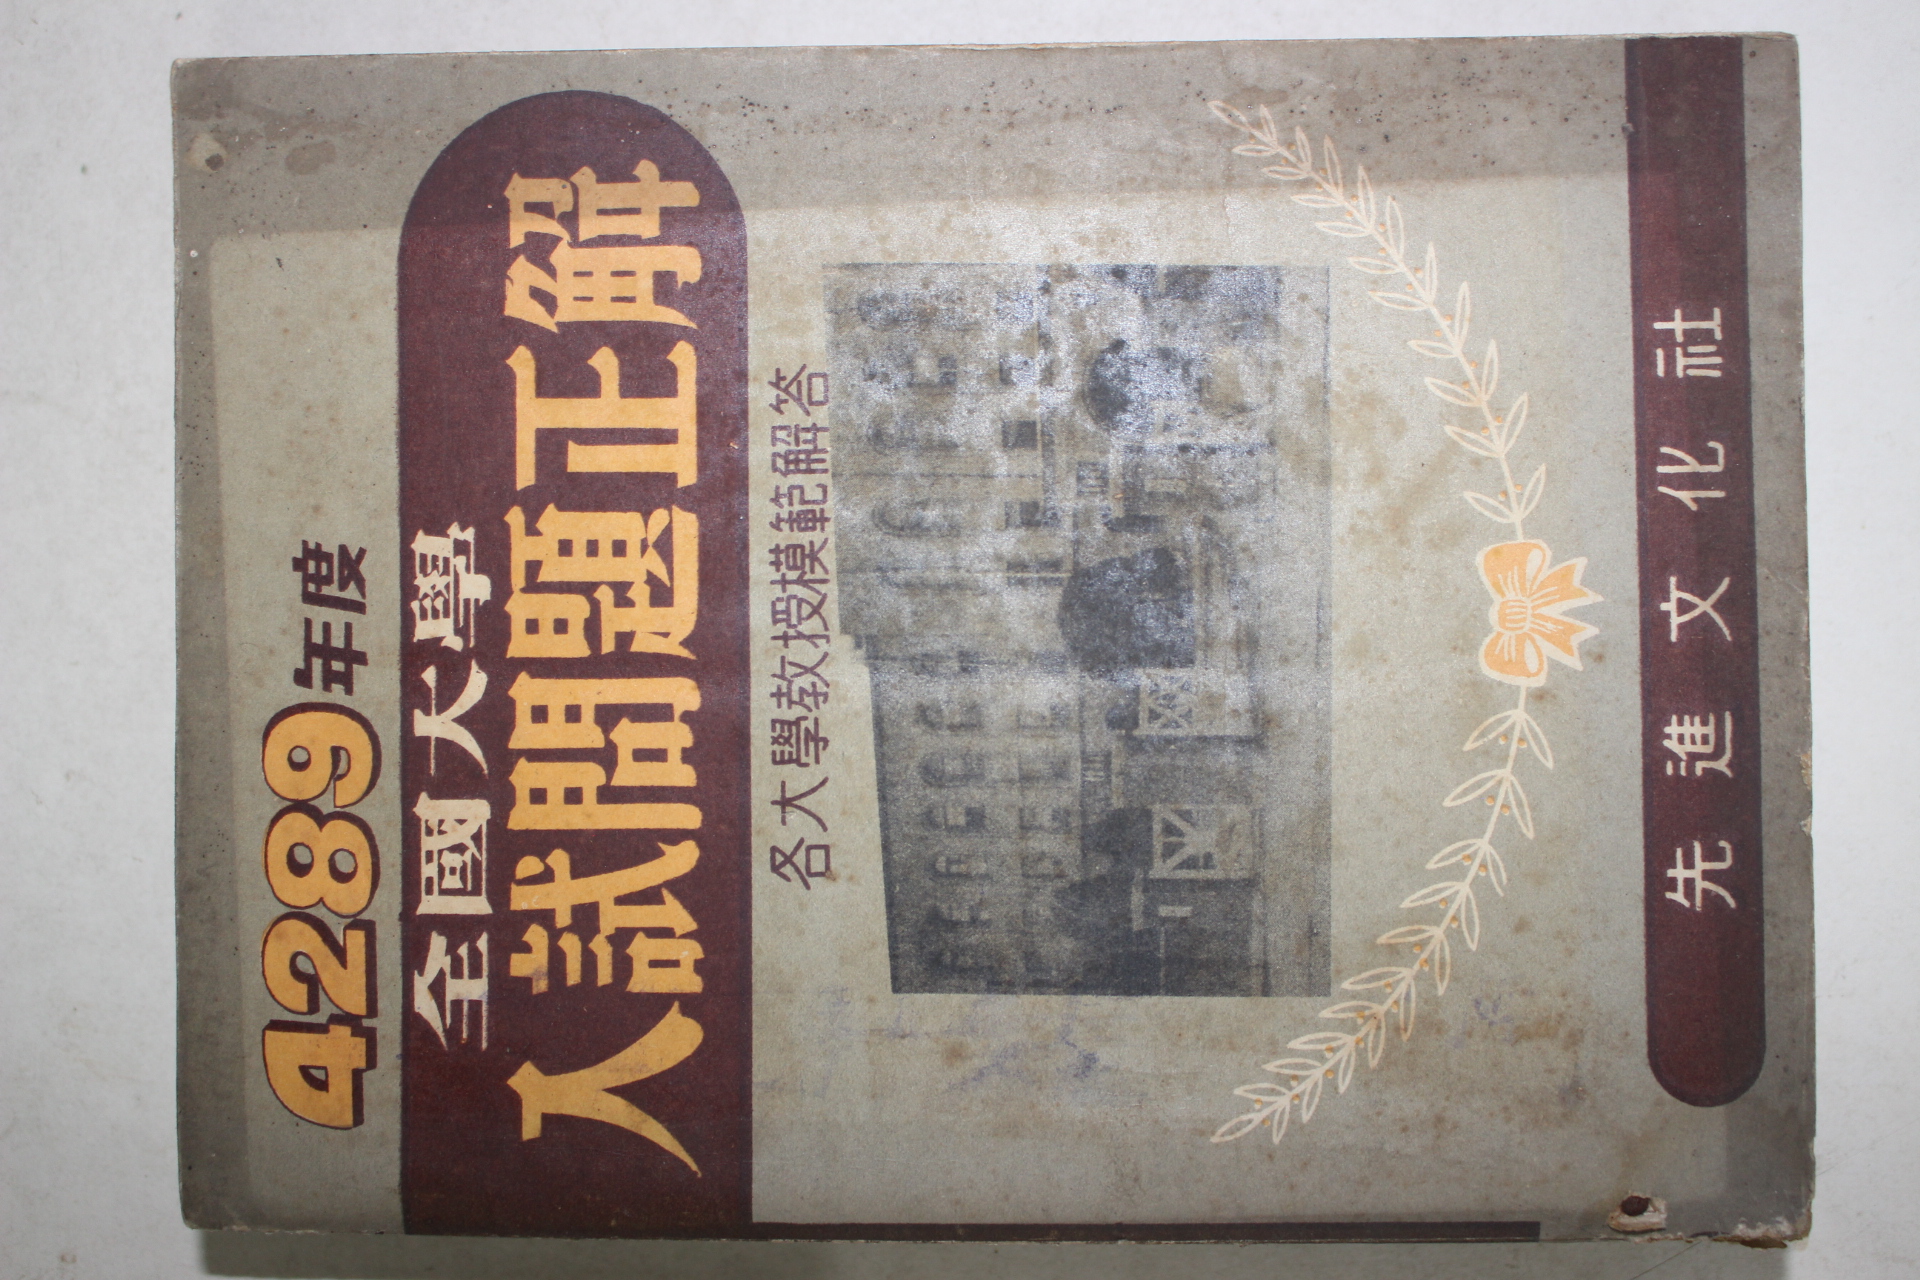 4289年度
全國大學
入試問題正解
各大學教授模範解答
先進文化社